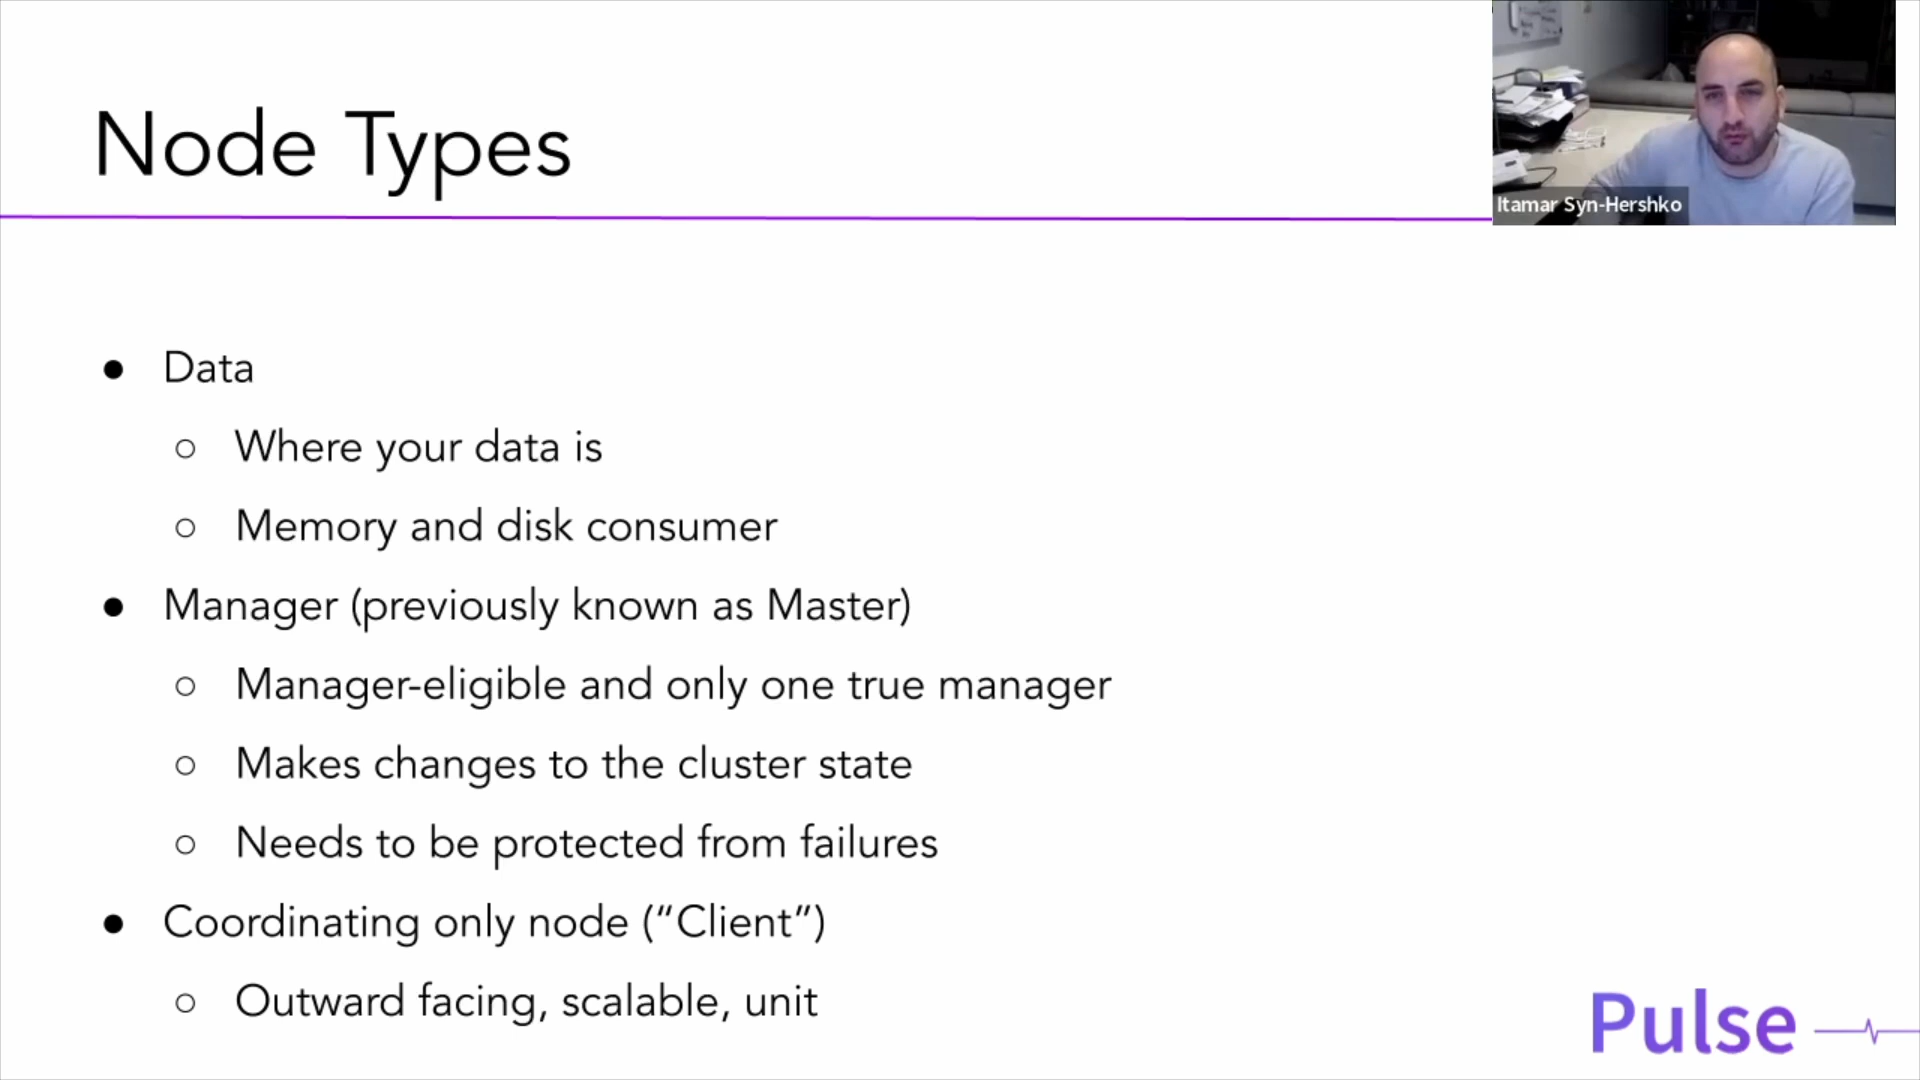 Node Types
Itamar Syn-Hershko
● Data
○ Where your data is
○ Memory and disk consumer
● Manager (previously known as Master)
○ Manager-eligible and only one true manager
○ Makes changes to the cluster state
○ Needs to be protected from failures
● Coordinating only node (“Client”)
○ Outward facing, scalable, unit
Pulse